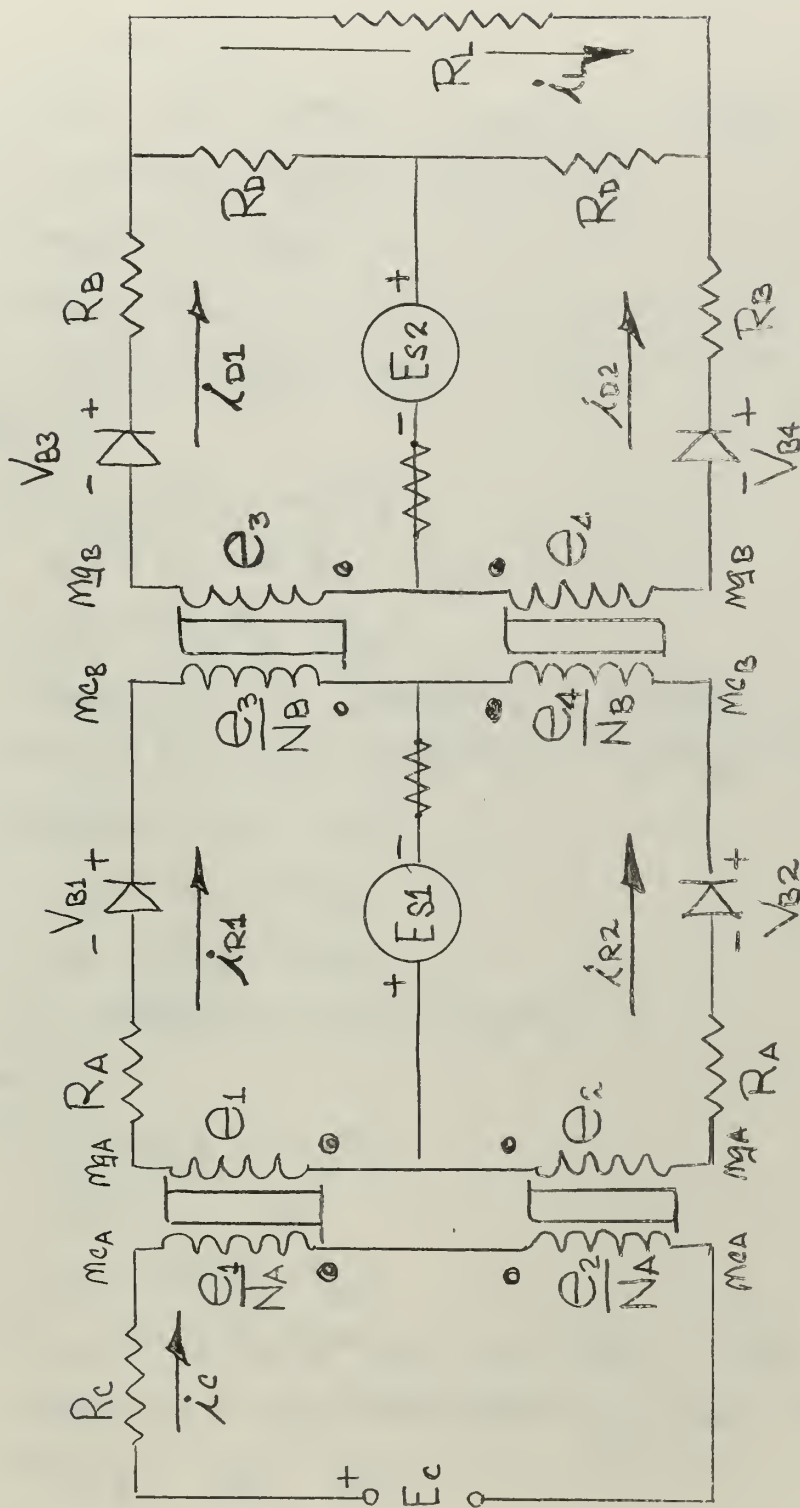 Rc
mcA
mgA
RA
- VB1 +
mcB
mgB
- VB3 +
RB
ic
e1/NA
e1
iR1
e3/NB
e3
iD1
RD
RL
iL
+
Ec
+ ES1 -
- ES2 +
e2/NA
e2
iR2
e4/NB
e4
iD2
RD
mcA
mgA
RA
- VB2 +
mcB
mgB
- VB4 +
RB